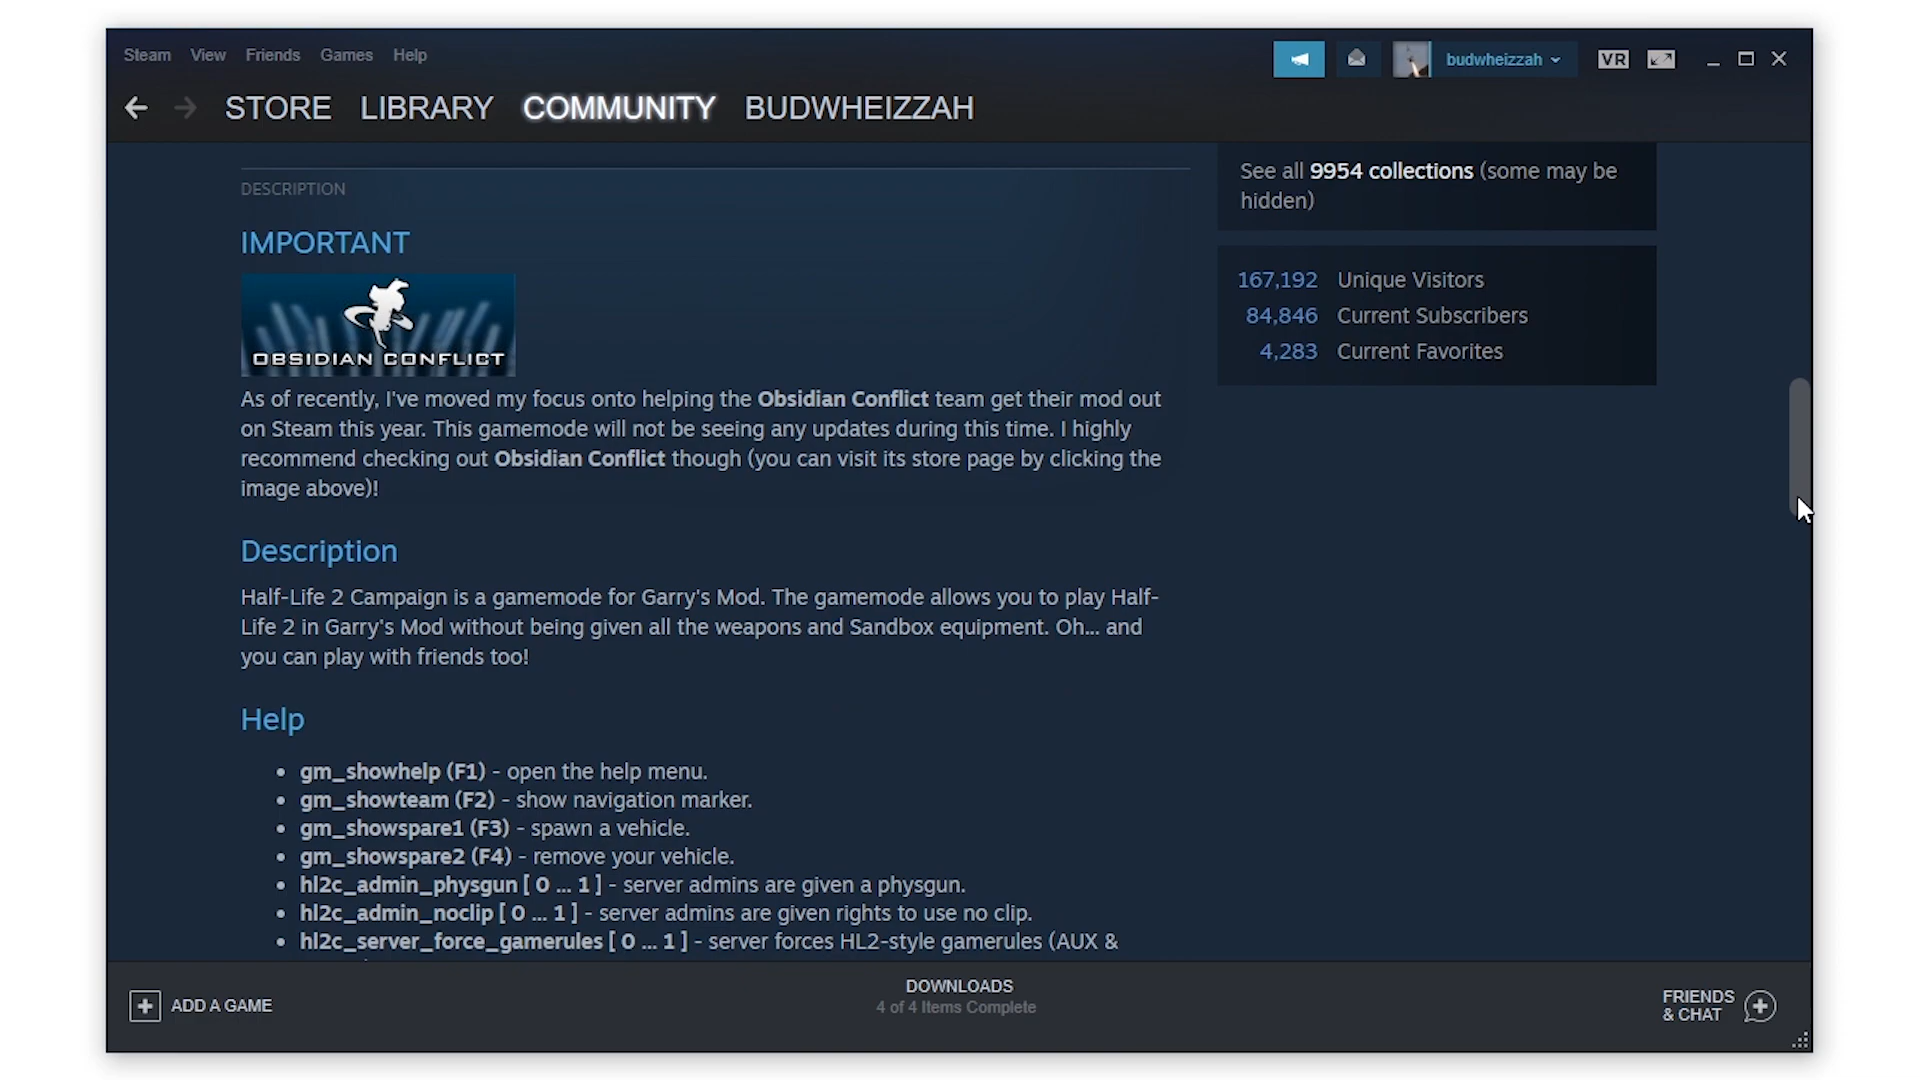 Steam View Friends Games Help
budwheizzah
VR
STORE LIBRARY COMMUNITY BUDWHEIZZAH
DESCRIPTION
IMPORTANT
OBSIDIAN CONFLICT
As of recently, I've moved my focus onto helping the Obsidian Conflict team get their mod out
on Steam this year. This gamemode will not be seeing any updates during this time. I highly
recommend checking out Obsidian Conflict though (you can visit its store page by clicking the
image above)!
Description
Half-Life 2 Campaign is a gamemode for Garry's Mod. The gamemode allows you to play Half-
Life 2 in Garry's Mod without being given all the weapons and Sandbox equipment. Oh... and
you can play with friends too!
Help
• gm_showhelp (F1) - open the help menu.
• gm_showteam (F2) - show navigation marker.
• gm_showspare1 (F3) - spawn a vehicle.
• gm_showspare2 (F4) - remove your vehicle.
• hl2c_admin_physgun [ 0 ... 1 ] - server admins are given a physgun.
• hl2c_admin_noclip [ 0 ... 1 ] - server admins are given rights to use no clip.
• hl2c_server_force_gamerules [ 0 ... 1 ] - server forces HL2-style gamerules (AUX &
See all 9954 collections (some may be
hidden)
167,192 Unique Visitors
84,846 Current Subscribers
4,283 Current Favorites
ADD A GAME
DOWNLOADS
4 of 4 Items Complete
FRIENDS
& CHAT